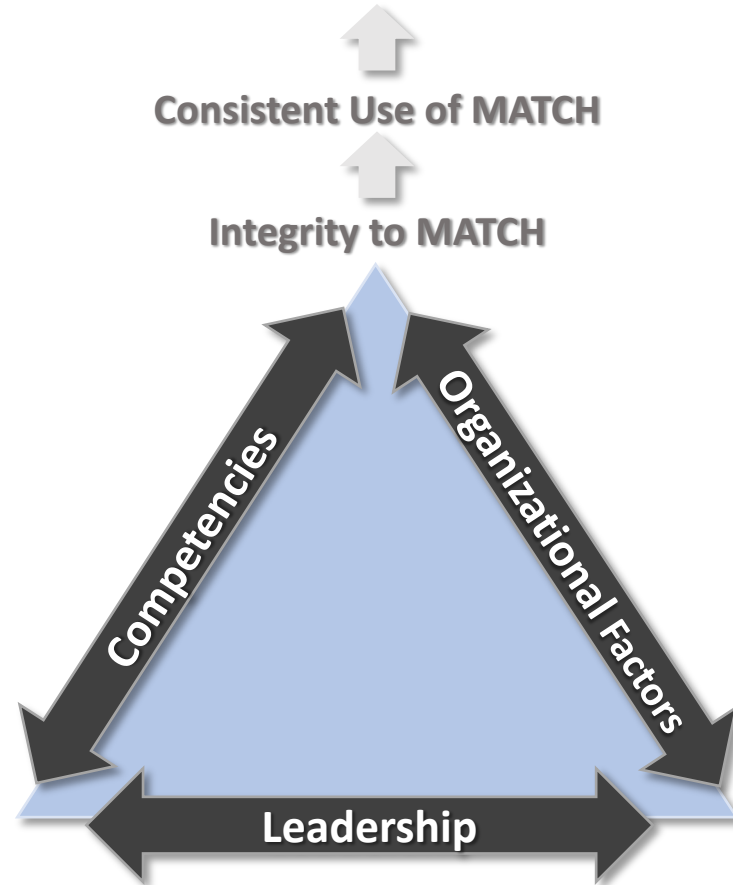 Consistent Use of MATCH
Integrity to MATCH
Competencies
Organizational Factors
Leadership